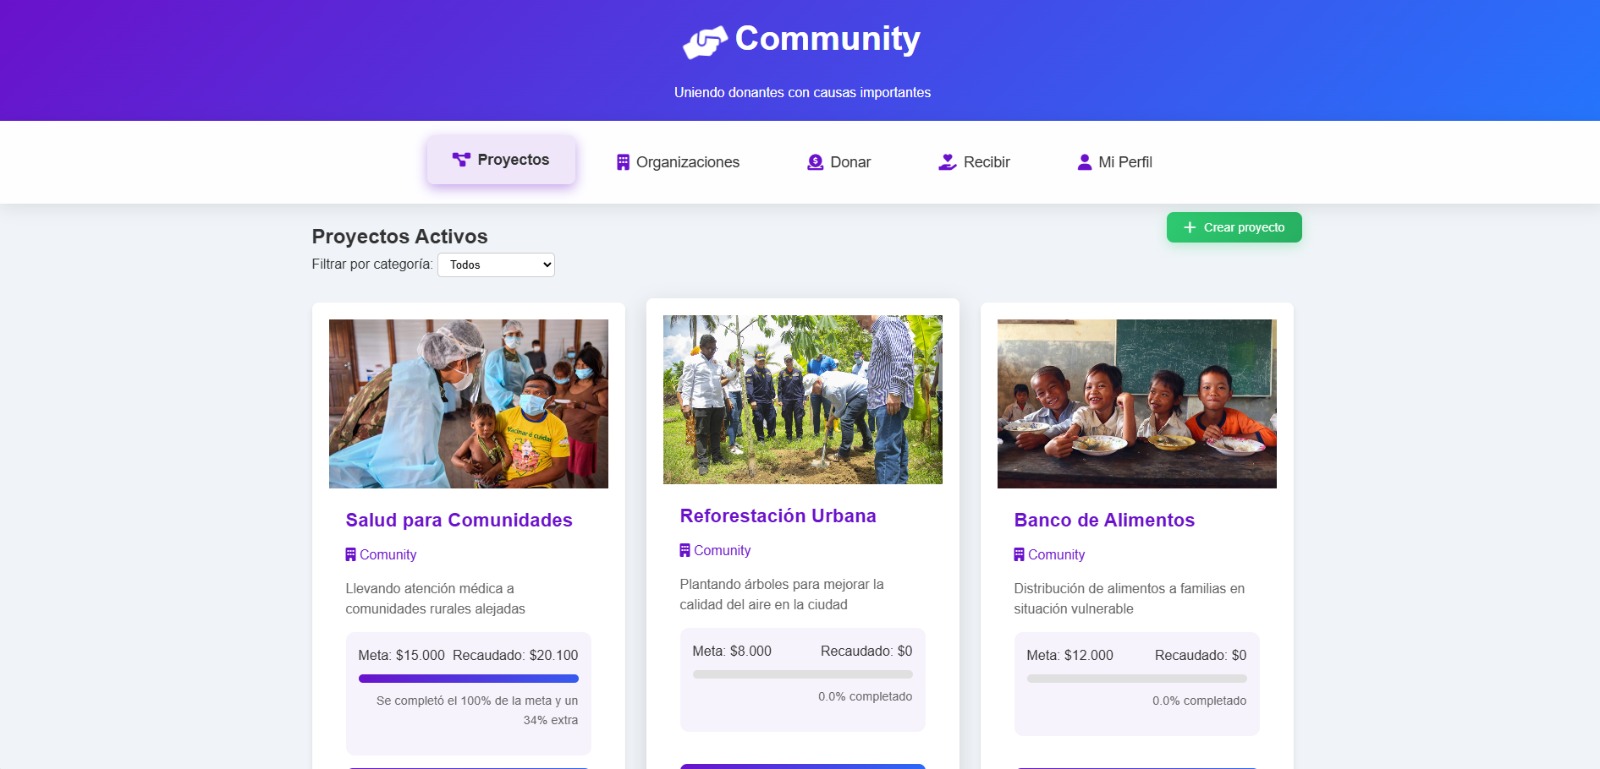 Community
Uniendo donantes con causas importantes
Proyectos
Organizaciones
Donar
Recibir
Mi Perfil
Proyectos Activos
Crear proyecto
Filtrar por categoría: Todos
Salud para Comunidades
Comunity
Llevando atención médica a
comunidades rurales alejadas
Meta: $15.000 Recaudado: $20.100
Se completó el 100% de la meta y un
34% extra
Reforestación Urbana
Comunity
Plantando árboles para mejorar la
calidad del aire en la ciudad
Meta: $8.000 Recaudado: $0
0.0% completado
Banco de Alimentos
Comunity
Distribución de alimentos a familias en
situación vulnerable
Meta: $12.000 Recaudado: $0
0.0% completado